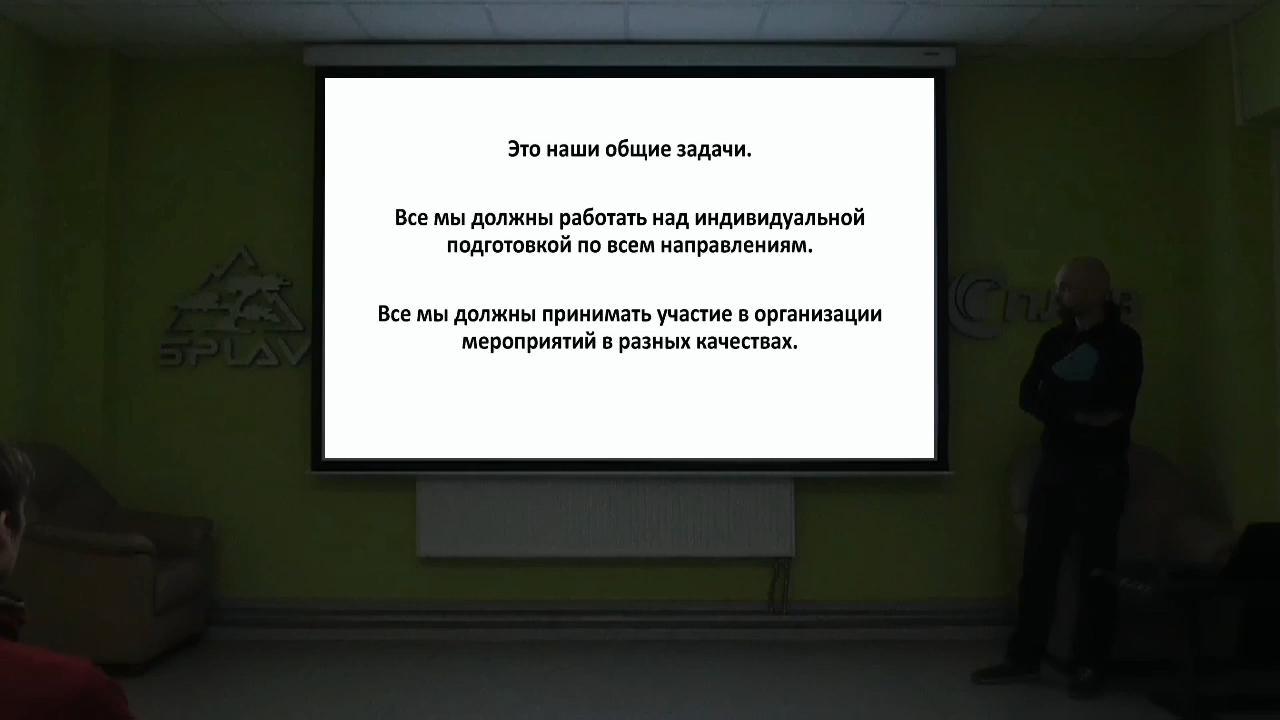 Это наши общие задачи.
Все мы должны работать над индивидуальной
подготовкой по всем направлениям.
Все мы должны принимать участие в организации
мероприятий в разных качествах.
SPLAV